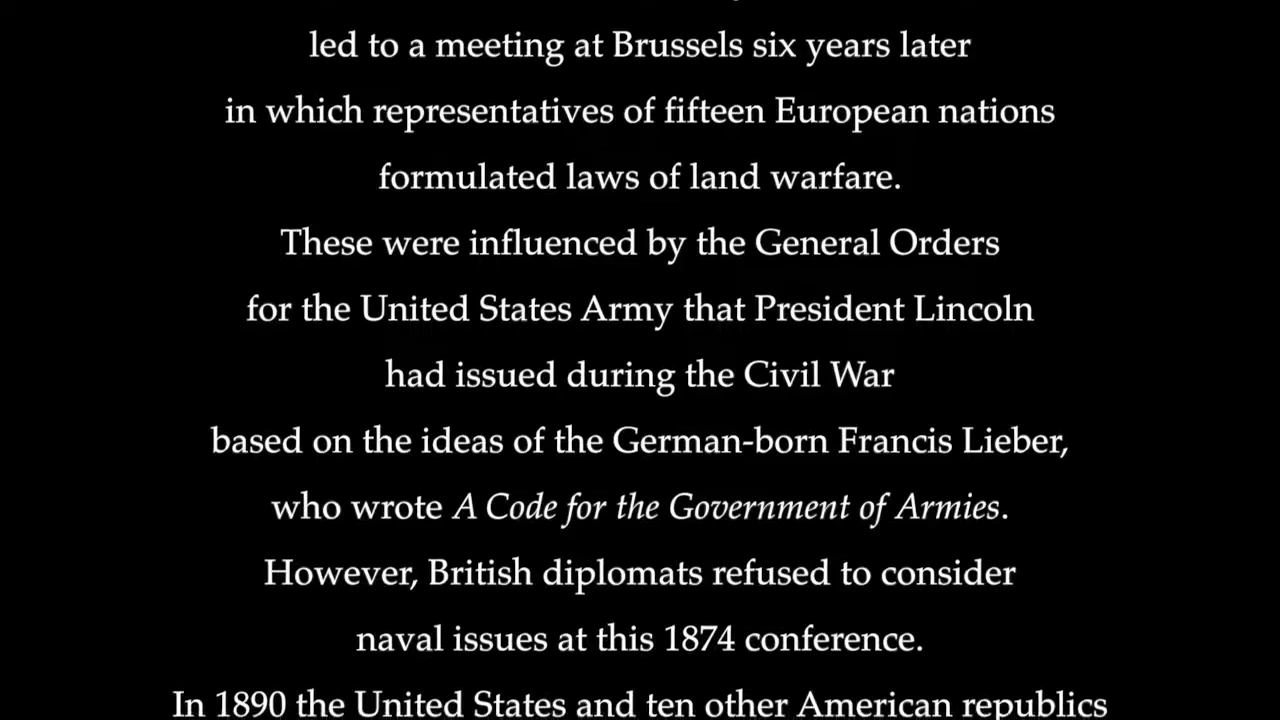 led to a meeting at Brussels six years later
in which representatives of fifteen European nations
formulated laws of land warfare.
These were influenced by the General Orders
for the United States Army that President Lincoln
had issued during the Civil War
based on the ideas of the German-born Francis Lieber,
who wrote A Code for the Government of Armies.
However, British diplomats refused to consider
naval issues at this 1874 conference.
In 1890 the United States and ten other American republics